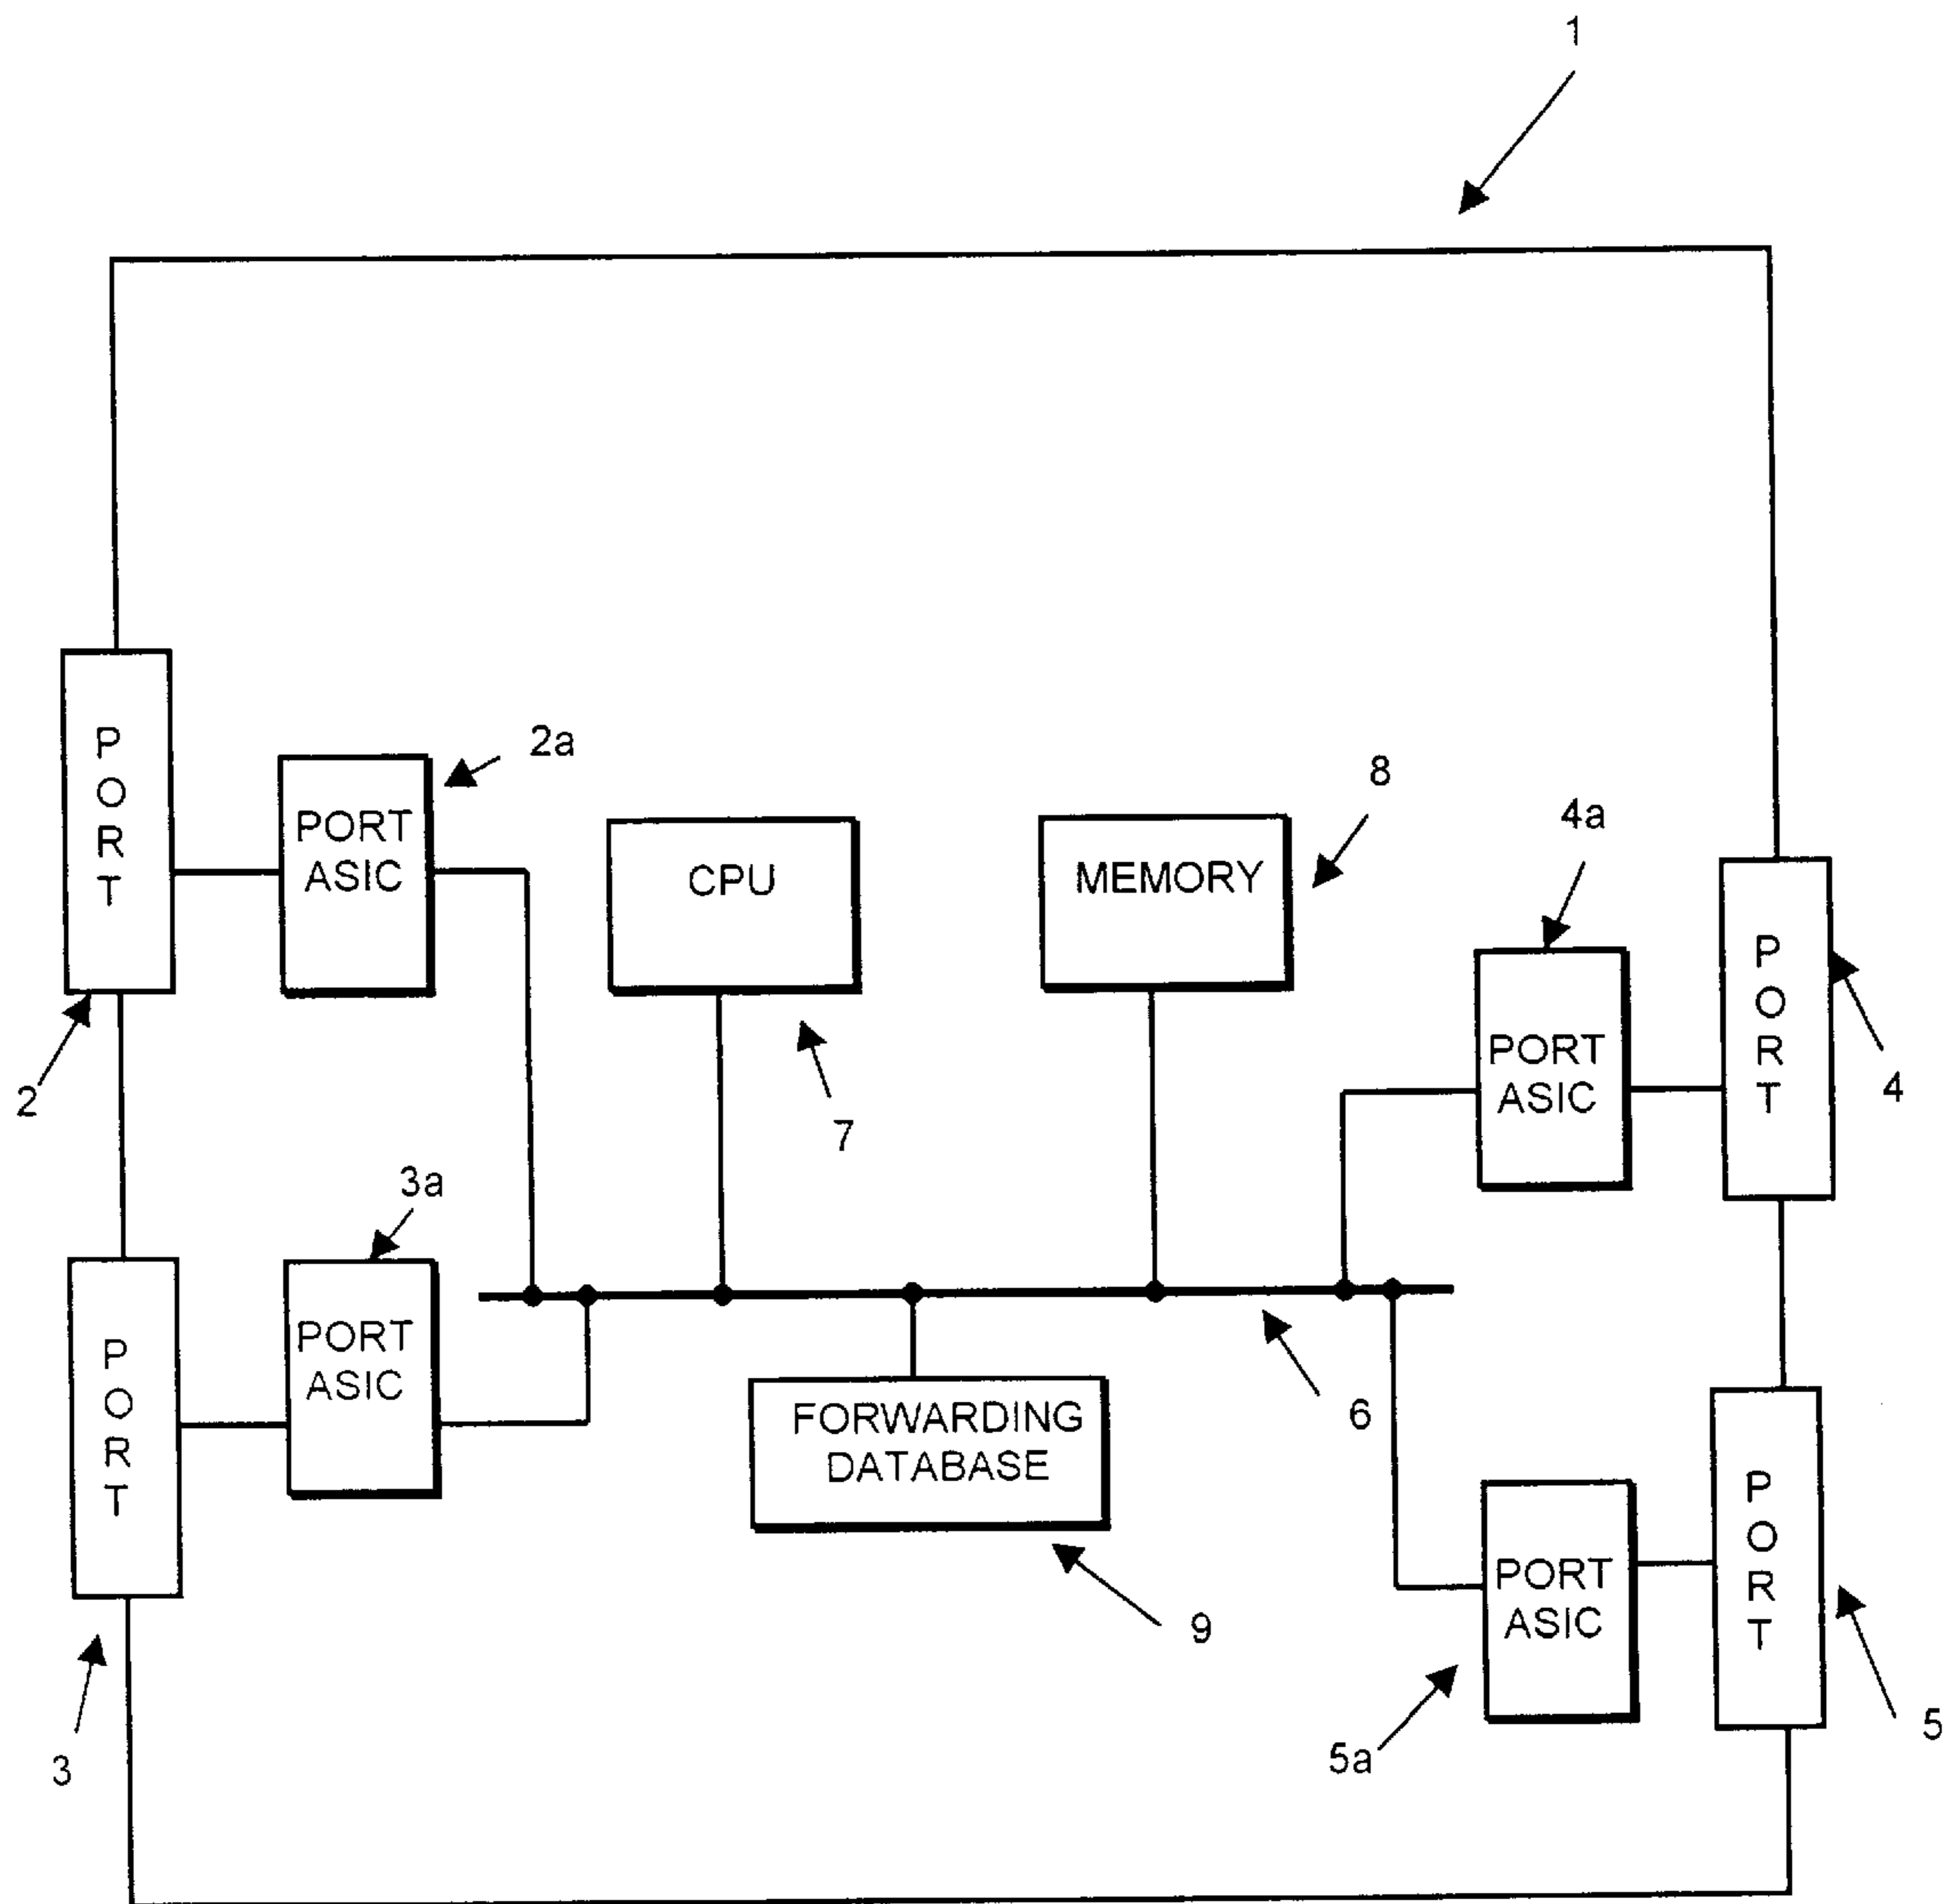 1
PORT
2a
PORT
ASIC
CPU
MEMORY
8
4a
PORT
PORT
ASIC
2
7
4
3a
PORT
PORT
ASIC
FORWARDING
DATABASE
6
PORT
PORT
ASIC
9
3
5a
5